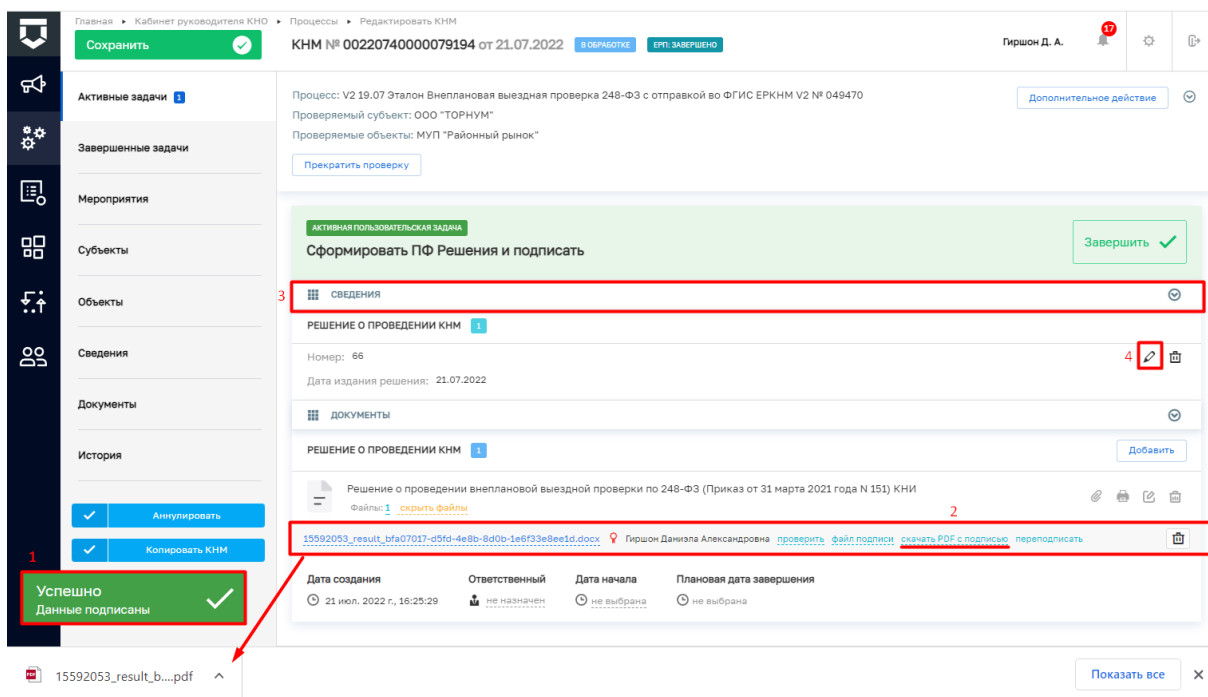 Главная ▸ Кабинет руководителя КНО ▸ Процессы ▸ Редактировать КНМ
Сохранить
КНМ № 00220740000079194 от 21.07.2022 В ОБРАБОТКЕ ЕРП: ЗАВЕРШЕНО
Гиршон Д. А.
17
Активные задачи 1
Завершенные задачи
Мероприятия
Субъекты
Объекты
Сведения
Документы
История
Аннулировать
Копировать КНМ
1
Успешно
Данные подписаны
Процесс: V2 19.07 Эталон Внеплановая выездная проверка 248-ФЗ с отправкой во ФГИС ЕРКНМ V2 № 049470
Дополнительное действие
Проверяемый субъект: ООО "ТОРНУМ"
Проверяемые объекты: МУП "Районный рынок"
Прекратить проверку
АКТИВНАЯ ПОЛЬЗОВАТЕЛЬСКАЯ ЗАДАЧА
Сформировать ПФ Решения и подписать
Завершить
3
СВЕДЕНИЯ
РЕШЕНИЕ О ПРОВЕДЕНИИ КНМ 1
Номер: 66
4
Дата издания решения: 21.07.2022
ДОКУМЕНТЫ
РЕШЕНИЕ О ПРОВЕДЕНИИ КНМ 1
Добавить
Решение о проведении внеплановой выездной проверки по 248-ФЗ (Приказ от 31 марта 2021 года N 151) КНИ
Файлы: 1 скрыть файлы
2
15592053_result_bfa07017-d5fd-4e8b-8d0b-1e6f33e8ee1d.docx Гиршон Даниэла Александровна проверить файл подписи скачать PDF с подписью переподписать
Дата создания Ответственный Дата начала Плановая дата завершения
21 июл. 2022 г., 16:25:29 не назначен не выбрана не выбрана
PDF
15592053_result_b....pdf
Показать все